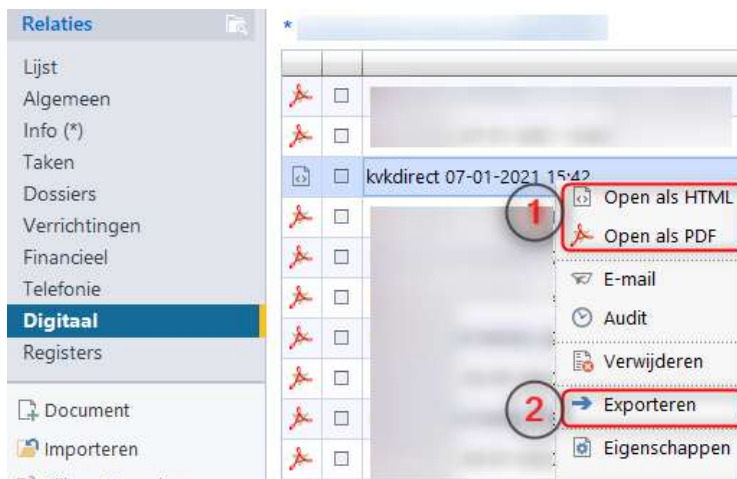 Relaties
*
Lijst
Algemeen
Info (*)
Taken
Dossiers
Verrichtingen
Financieel
Telefonie
Digitaal
Registers
Document
Importeren
kvkdirect 07-01-2021 15:42
1
Open als HTML
Open als PDF
E-mail
Audit
Verwijderen
2
Exporteren
Eigenschappen